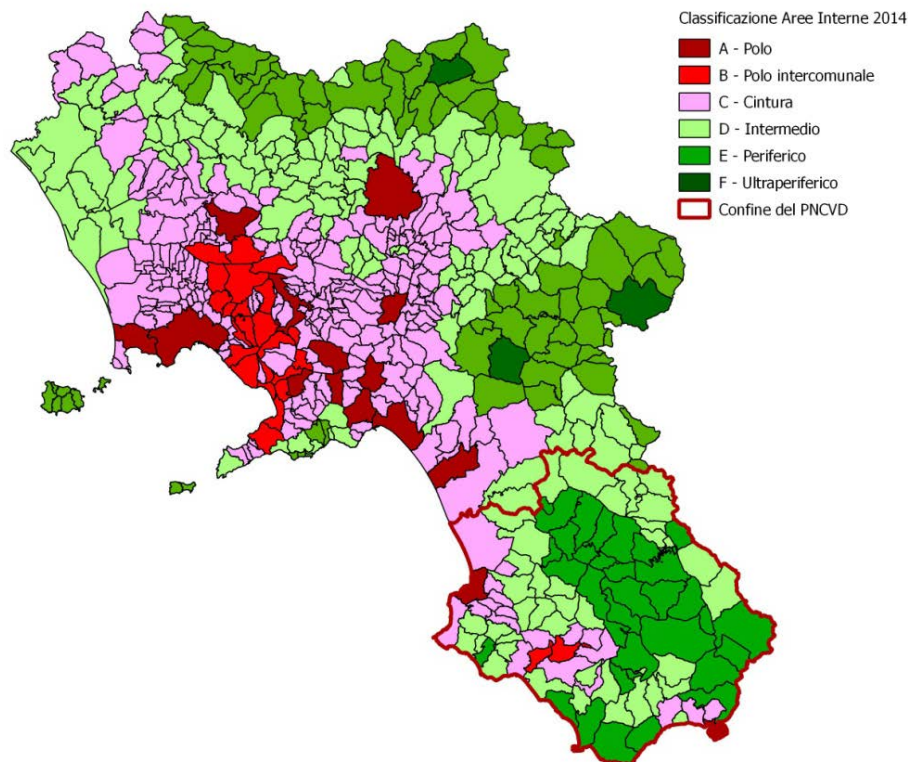 Classificazione Aree Interne 2014
A - Polo
B - Polo intercomunale
C - Cintura
D - Intermedio
E - Periferico
F - Ultraperiferico
Confine del PNCVD